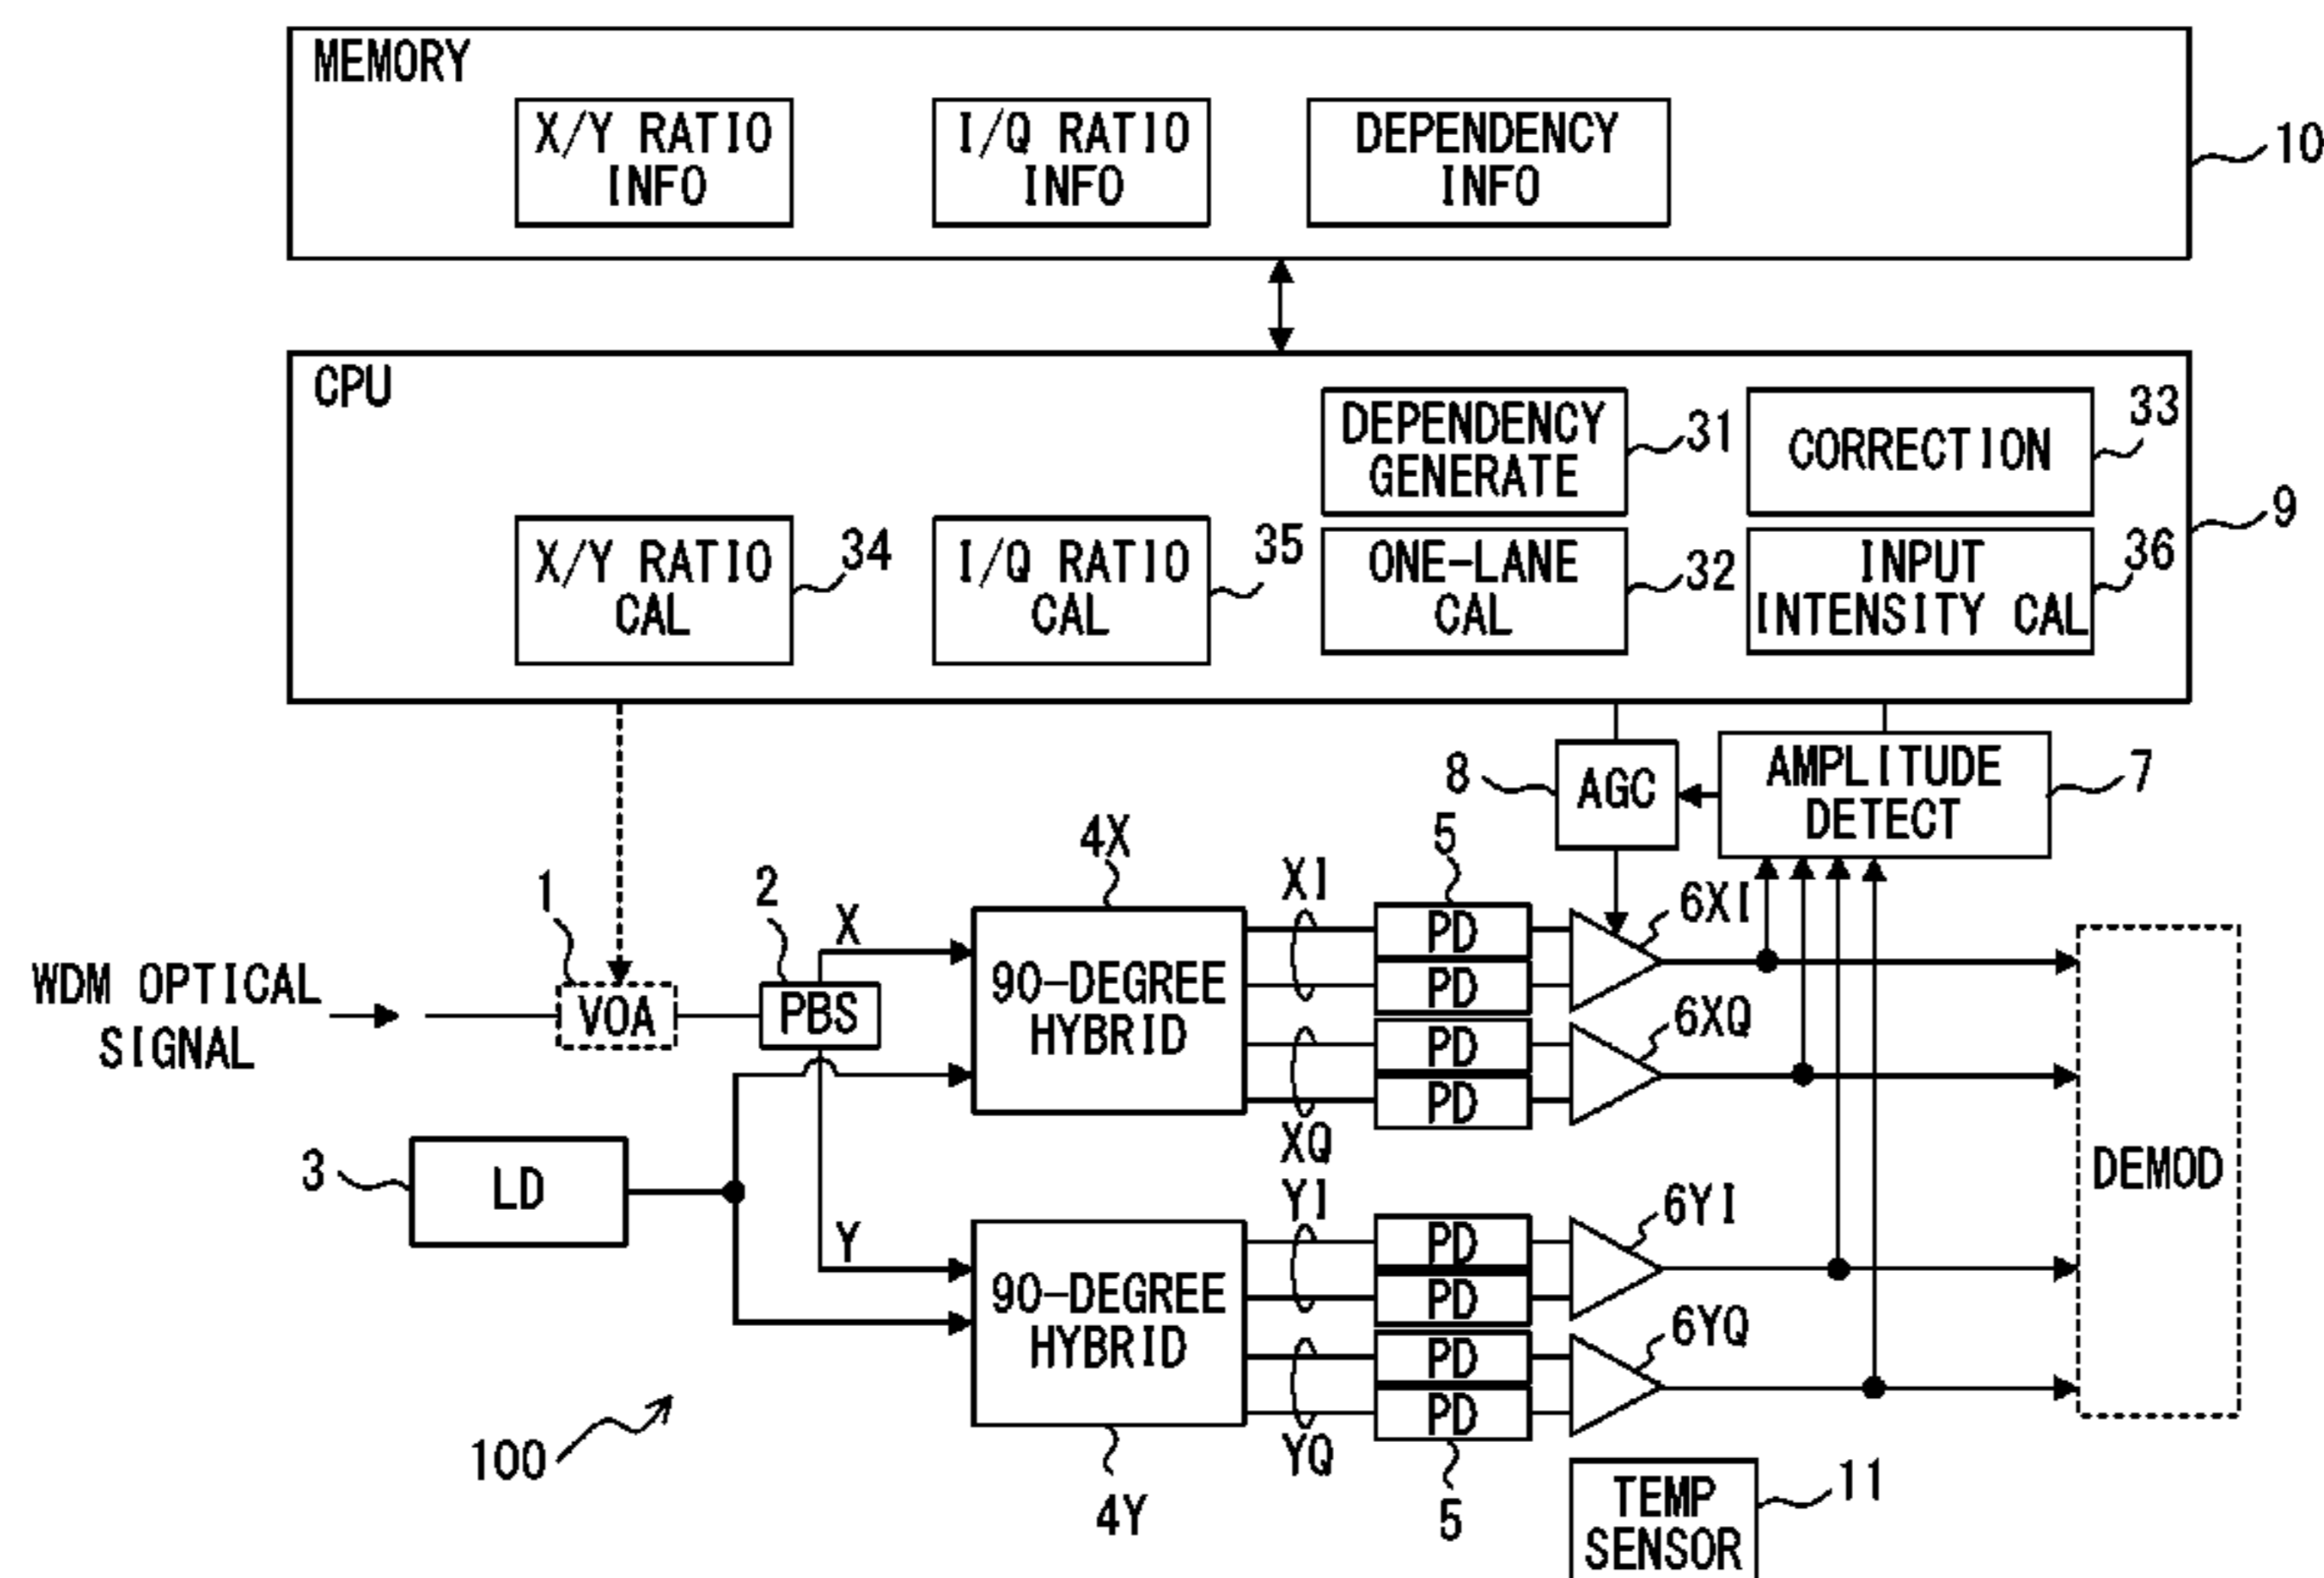 MEMORY
X/Y RATIO
INFO
I/Q RATIO
INFO
DEPENDENCY
INFO
10
CPU
DEPENDENCY
GENERATE
31
CORRECTION
33
9
X/Y RATIO
CAL
34
I/Q RATIO
CAL
35
ONE-LANE
CAL
32
INPUT
INTENSITY CAL
36
8
AGC
AMPLITUDE
DETECT
7
WDM OPTICAL
SIGNAL
1
VOA
2
PBS
X
Y
3
LD
4X
90-DEGREE
HYBRID
XI
XQ
5
PD
PD
PD
PD
6XI
6XQ
90-DEGREE
HYBRID
4Y
YI
YQ
PD
PD
PD
PD
5
6YI
6YQ
DEMOD
100
TEMP
SENSOR
11